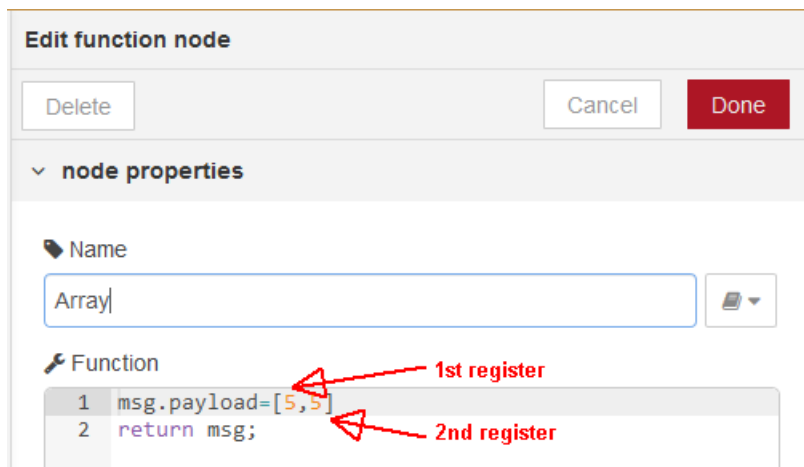 Edit function node
Delete Cancel Done
node properties
Name
Array
Function
1st register
1 msg.payload=[5,5]
2 return msg;
2nd register